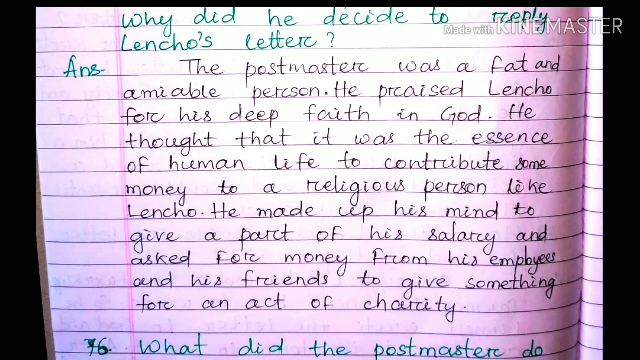 why did he decide to reply
Lencho's letter?
Made with KINEMASTER
Ans- The postmaster was a fat and
amiable person. He praised Lencho
for his deep faith in God. He
thought that it was the essence
of human life to contribute some
money to a religious person like
Lencho. He made up his mind to
give a part of his salary and
asked for money from his employees
and his friends to give something
for an act of charity.
16. What did the postmaster do